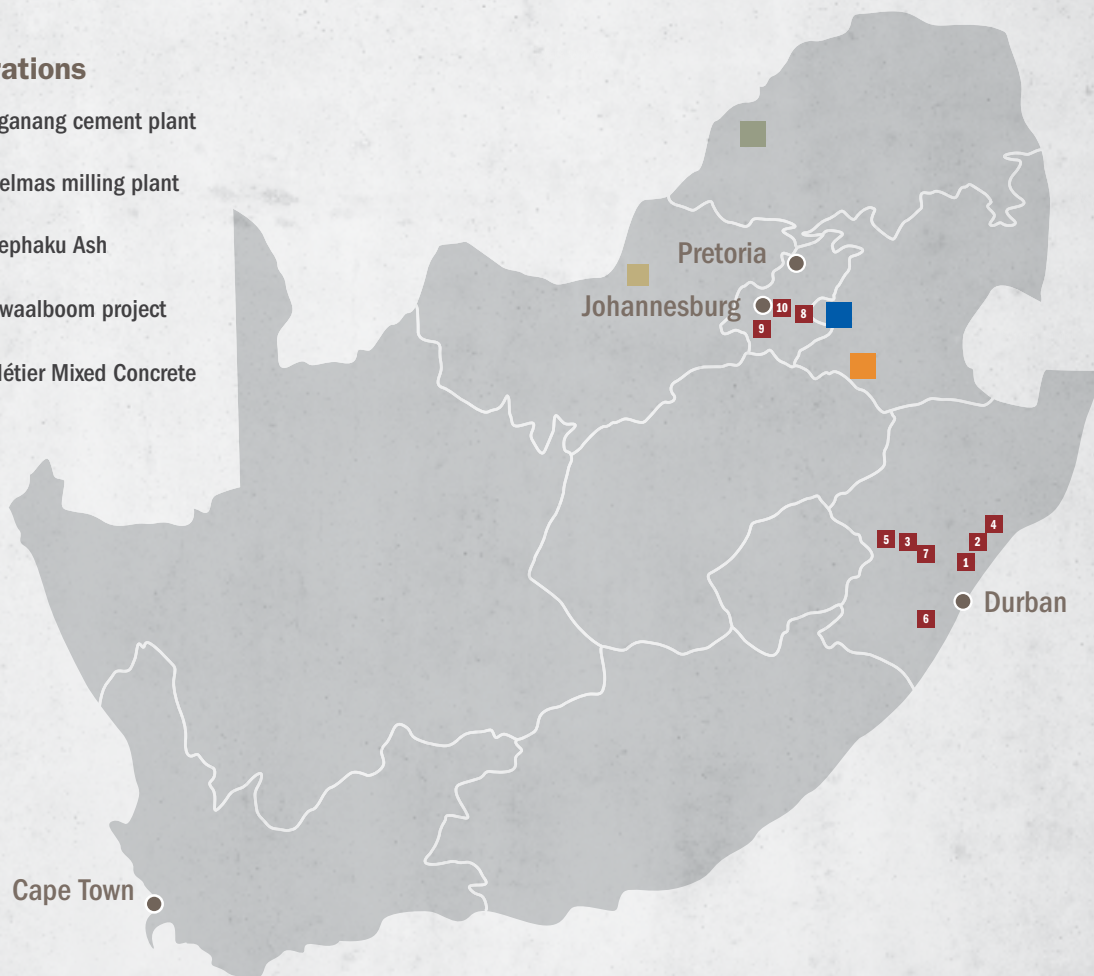 ations
ganang cement plant
elmas milling plant
ephaku Ash
waalboom project
létier Mixed Concrete
Pretoria
Johannesburg
10
8
9
4
5
3
2
7
1
Durban
6
Cape Town